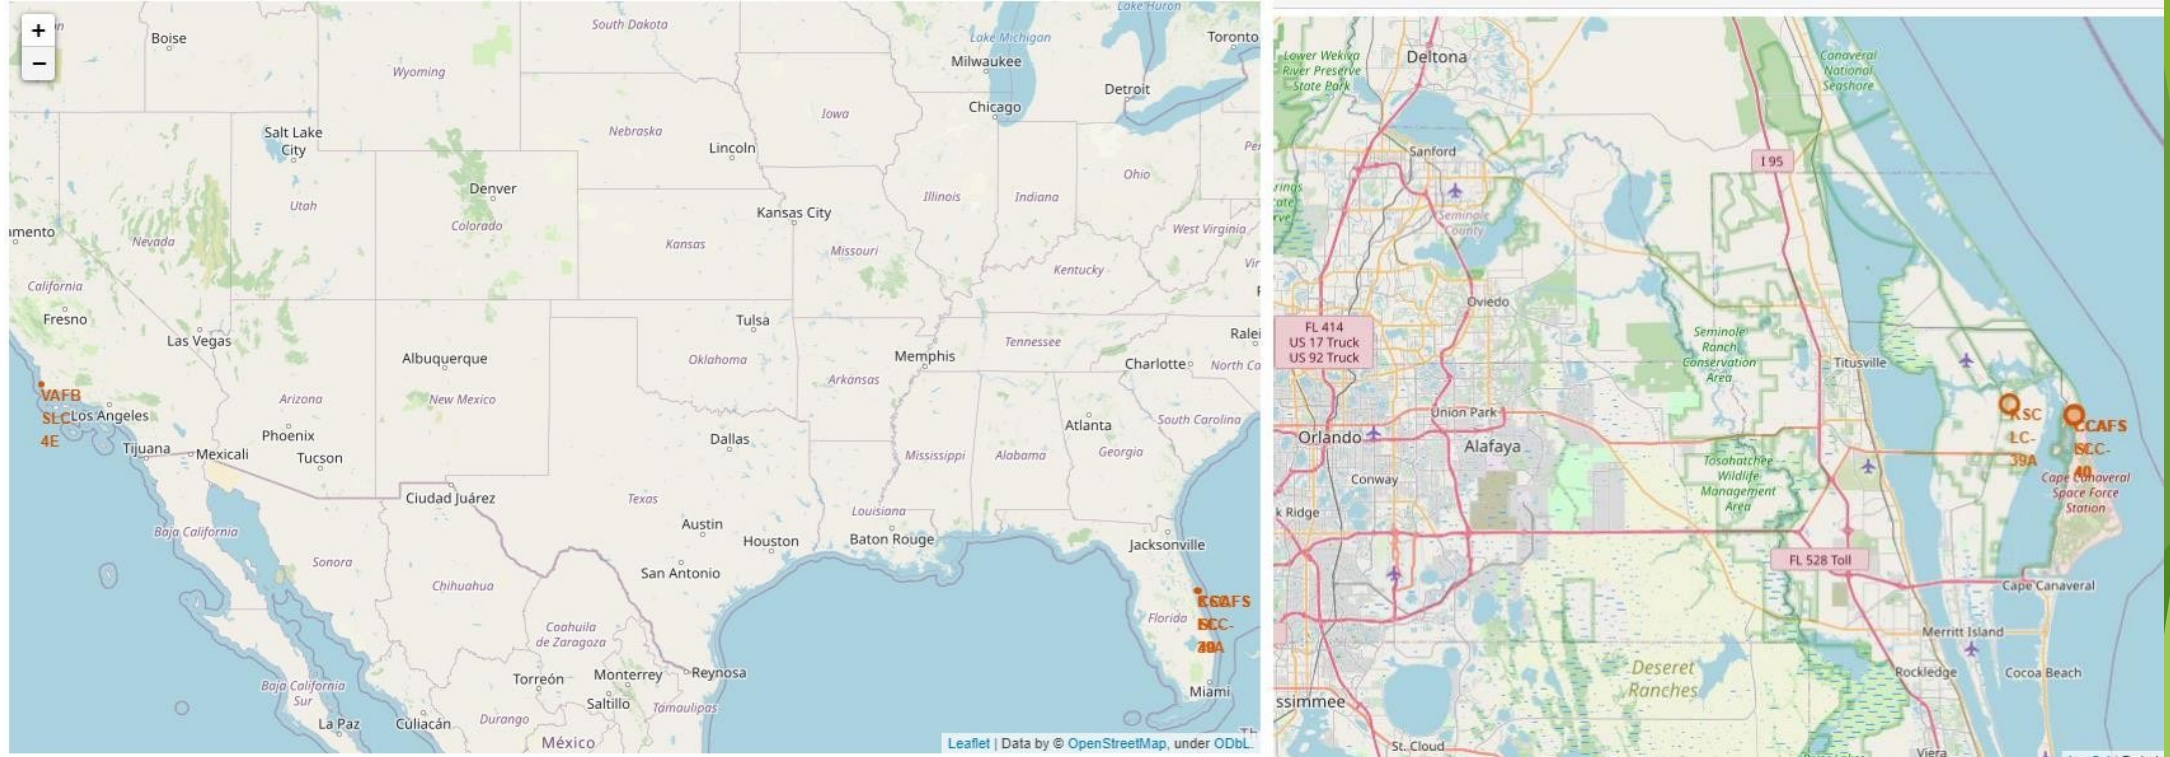 +
−
Boise
South Dakota
Lake Michigan
Lake Huron
Toronto
Milwaukee
Wyoming
Detroit
Chicago
Iowa
Salt Lake
City
Nebraska
Lincoln
Ohio
Denver
Utah
Illinois
Indiana
Kansas City
Colorado
Nevada
Kansas
Missouri
West Virginia
Kentucky
California
Fresno
Las Vegas
Tulsa
Albuquerque
Oklahoma
Memphis
Tennessee
Charlotte
Arkansas
VAFB
SLC
4E
Los Angeles
Arizona
New Mexico
Phoenix
Tijuana
Mexicali
Tucson
Dallas
Atlanta
South Carolina
Mississippi
Alabama
Georgia
Ciudad Juárez
Texas
Louisiana
Austin
Baton Rouge
Houston
Jacksonville
Baja California
Sonora
Chihuahua
San Antonio
Florida
Coahuila
de Zaragoza
Torreón
Monterrey
Reynosa
Saltillo
Baja California
Sur
La Paz
Culiacán
Durango
Tamaulipas
Miami
México
Leaflet | Data by © OpenStreetMap, under ODbL.
Lower Wekiva
River Preserve
State Park
Deltona
Canaveral
National
Seashore
Sanford
I 95
Seminole
County
Oviedo
FL 414
US 17 Truck
US 92 Truck
Seminole
Ranch
Conservation
Area
Titusville
Union Park
Orlando
Alafaya
KSC
LC-
39A
CCAFS
SLC-
40
Conway
Tosohatchee
Wildlife
Management
Area
Cape Canaveral
Space Force
Station
FL 528 Toll
Cape Canaveral
Merritt Island
Deseret
Ranches
Rockledge
Cocoa Beach
St. Cloud
Viera